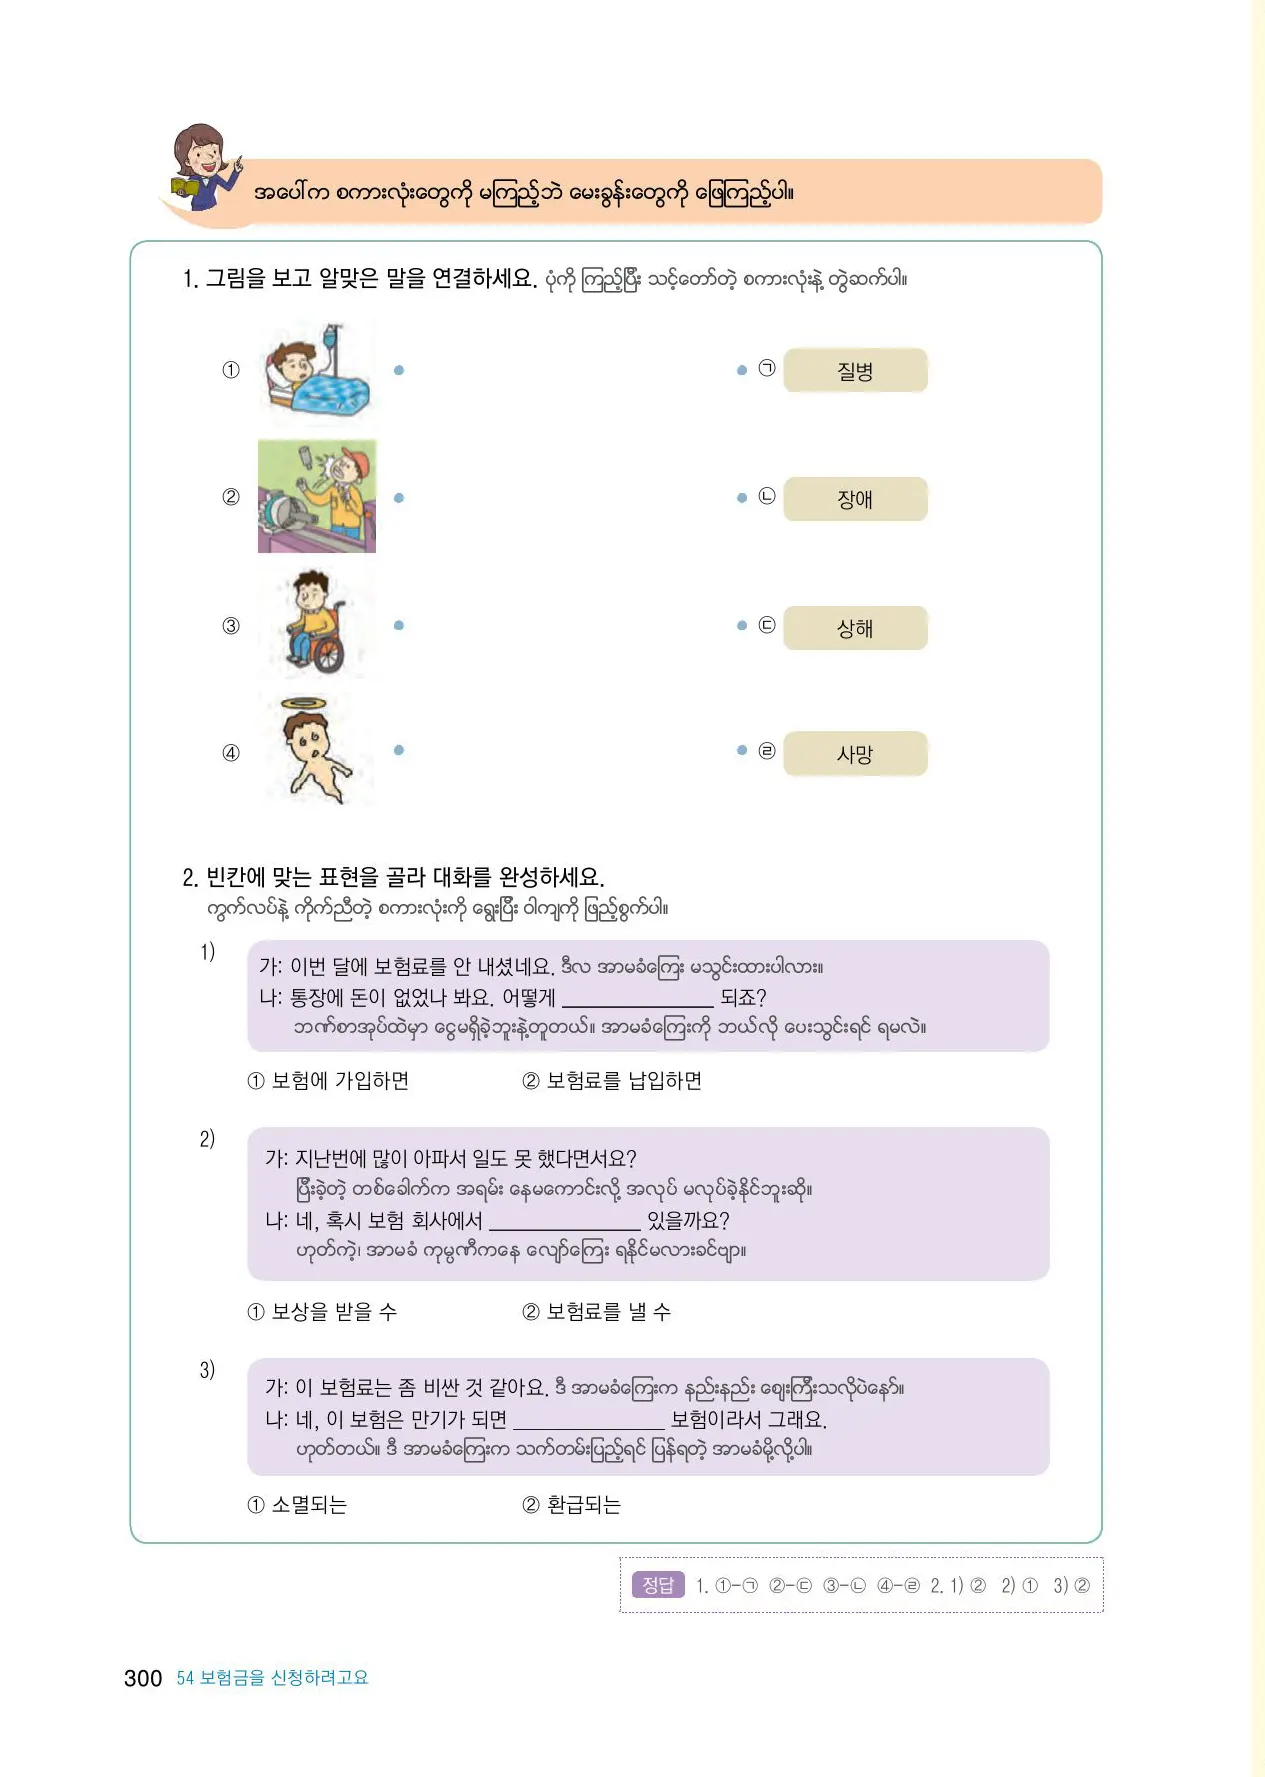 အပေါ်က စကားလုံးတွေကို မကြည့်ဘဲ မေးခွန်းတွေကို ဖြေကြည့်ပါ။
1. 그림을 보고 알맞은 말을 연결하세요. ပုံကို ကြည့်ပြီး သင့်တော်တဲ့ စကားလုံးနဲ့ တွဲဆက်ပါ။
① ㉠ 질병
② ㉡ 장애
③ ㉢ 상해
④ ㉣ 사망
2. 빈칸에 맞는 표현을 골라 대화를 완성하세요.
ကွက်လပ်နဲ့ ကိုက်ညီတဲ့ စကားလုံးကို ရွေးပြီး ဝါကျကို ဖြည့်စွက်ပါ။
1)
가: 이번 달에 보험료를 안 내셨네요. ဒီလ အာမခံကြေး မသွင်းထားပါလား။
나: 통장에 돈이 없었나 봐요. 어떻게 ______________ 되죠?
ဘဏ်စာအုပ်ထဲမှာ ငွေမရှိခဲ့ဘူးနဲ့တူတယ်။ အာမခံကြေးကို ဘယ်လို ပေးသွင်းရင် ရမလဲ။
① 보험에 가입하면 ② 보험료를 납입하면
2)
가: 지난번에 많이 아파서 일도 못 했다면서요?
ပြီးခဲ့တဲ့ တစ်ခေါက်က အရမ်း နေမကောင်းလို့ အလုပ် မလုပ်ခဲ့နိုင်ဘူးဆို။
나: 네, 혹시 보험 회사에서 ______________ 있을까요?
ဟုတ်ကဲ့၊ အာမခံ ကုမ္ပဏီကနေ လျော်ကြေး ရနိုင်မလားခင်ဗျာ။
① 보상을 받을 수 ② 보험료를 낼 수
3)
가: 이 보험료는 좀 비싼 것 같아요. ဒီ အာမခံကြေးက နည်းနည်း ဈေးကြီးသလိုပဲနော်။
나: 네, 이 보험은 만기가 되면 ______________ 보험이라서 그래요.
ဟုတ်တယ်။ ဒီ အာမခံကြေးက သက်တမ်းပြည့်ရင် ပြန်ရတဲ့ အာမခံမို့လို့ပါ။
① 소멸되는 ② 환급되는
정답 1. ①-㉠ ②-㉢ ③-㉡ ④-㉣ 2. 1) ② 2) ① 3) ②
300 54 보험금을 신청하려고요